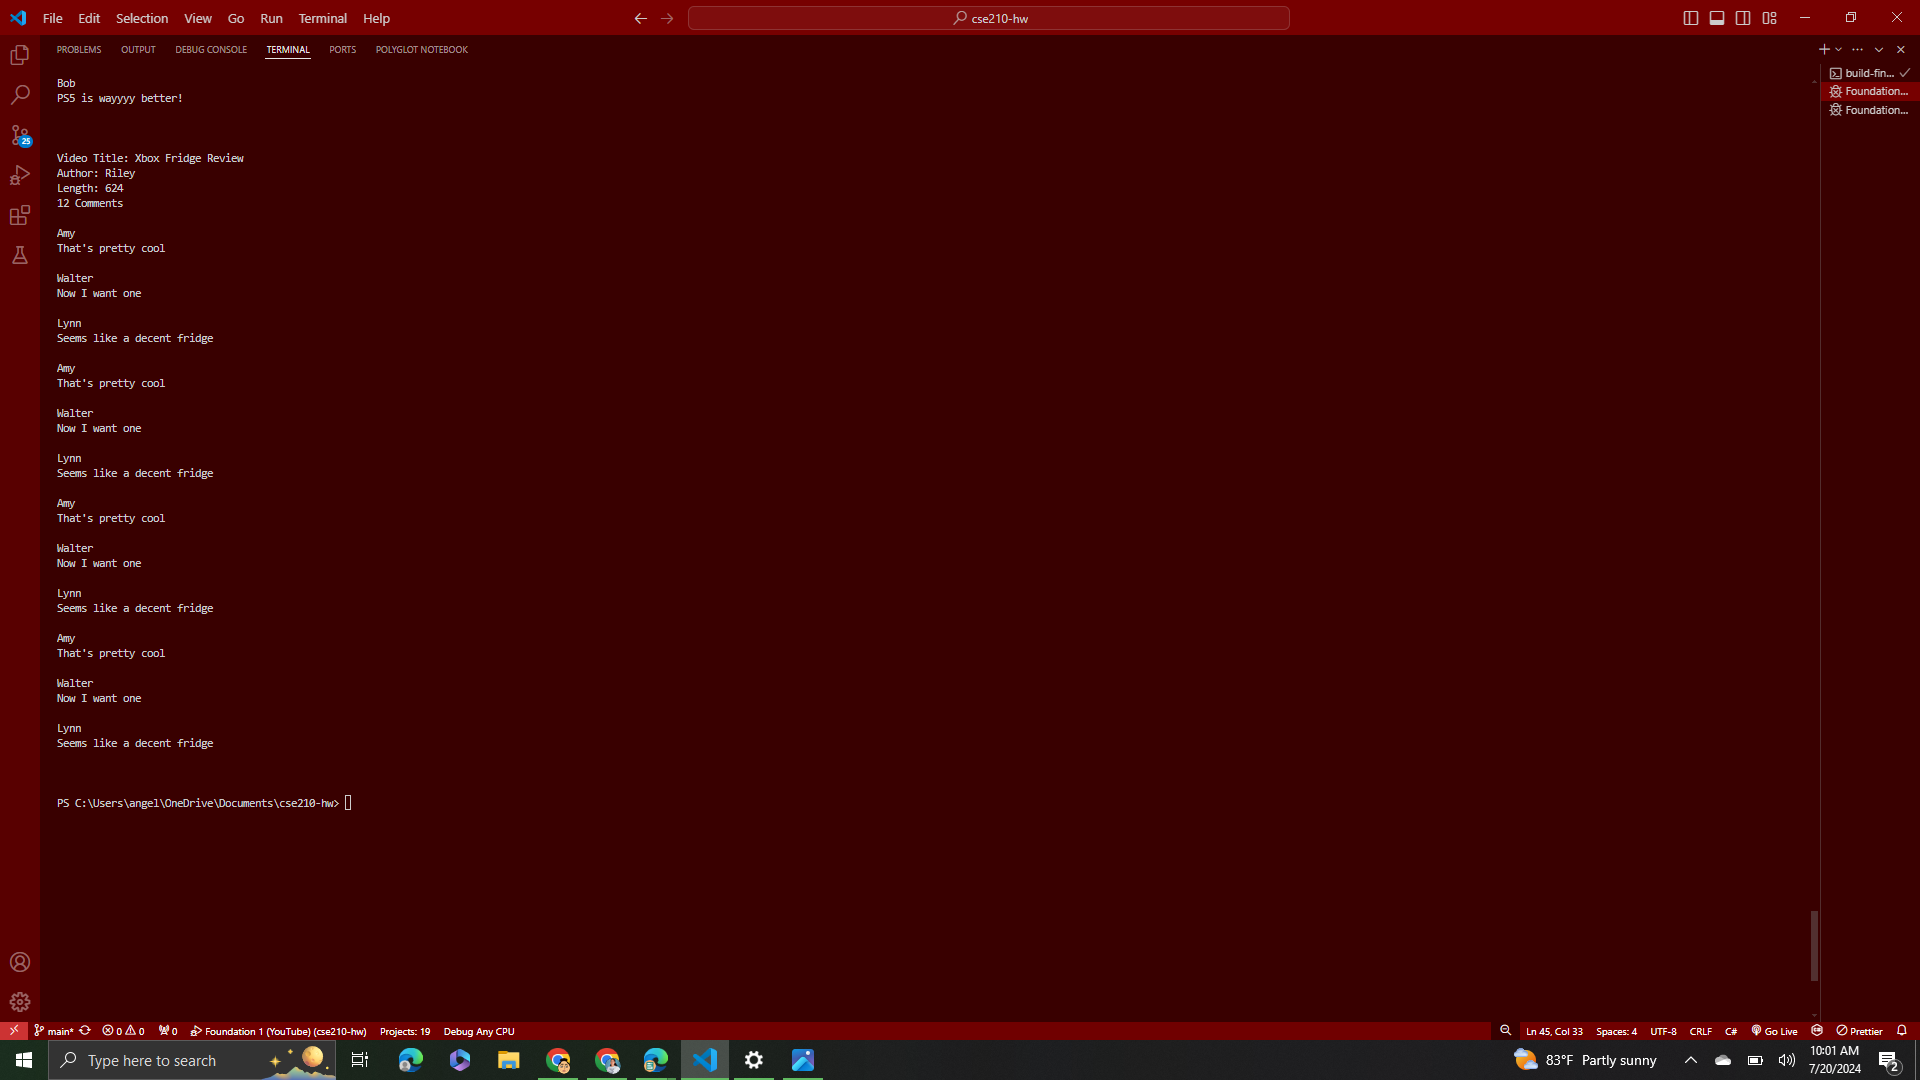 File Edit Selection View Go Run Terminal Help
cse210-hw
PROBLEMS OUTPUT DEBUG CONSOLE TERMINAL PORTS POLYGLOT NOTEBOOK
build-fin...
Foundation...
Foundation...
Bob
PS5 is wayyyy better!
Video Title: Xbox Fridge Review
Author: Riley
Length: 624
12 Comments
Amy
That's pretty cool
Walter
Now I want one
Lynn
Seems like a decent fridge
Amy
That's pretty cool
Walter
Now I want one
Lynn
Seems like a decent fridge
Amy
That's pretty cool
Walter
Now I want one
Lynn
Seems like a decent fridge
Amy
That's pretty cool
Walter
Now I want one
Lynn
Seems like a decent fridge
PS C:\Users\angel\OneDrive\Documents\cse210-hw>
25
main* 0 0 0 Foundation 1 (YouTube) (cse210-hw) Projects: 19 Debug Any CPU
Ln 45, Col 33 Spaces: 4 UTF-8 CRLF C# Go Live Prettier
Type here to search
83°F Partly sunny
10:01 AM
7/20/2024
2